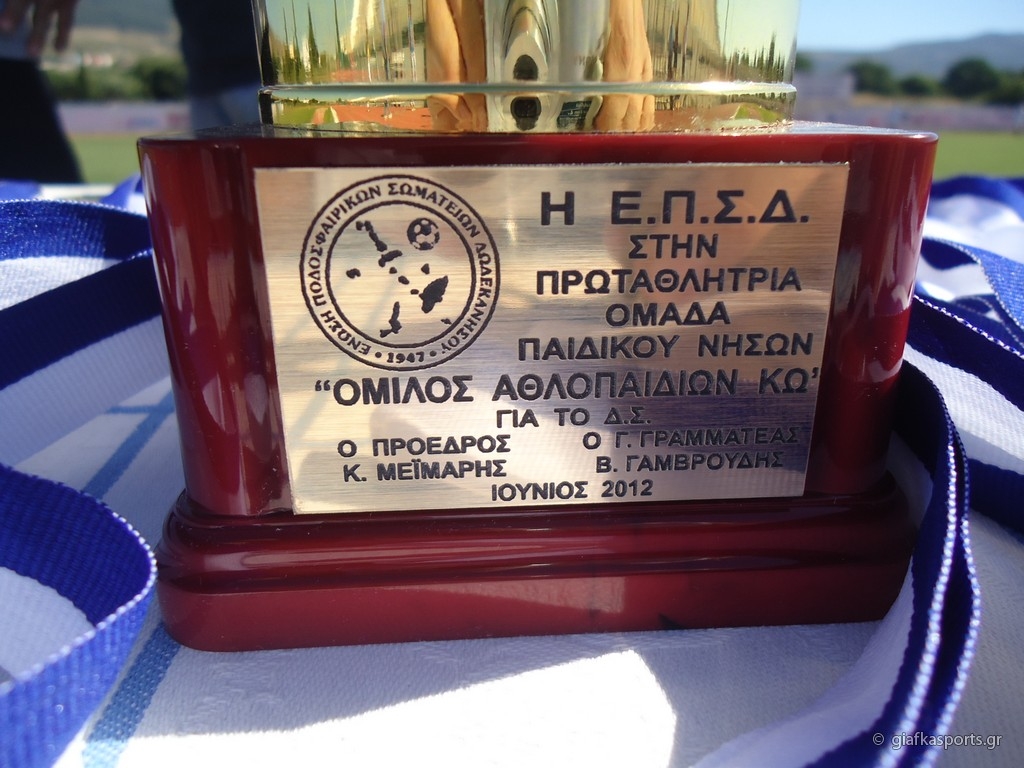 ΕΝΩΣΗ ΠΟΔΟΣΦΑΙΡΙΚΩΝ ΣΩΜΑΤΕΙΩΝ ΔΩΔΕΚΑΝΗΣΟΥ
• 1947 •
Η Ε.Π.Σ.Δ.
ΣΤΗΝ
ΠΡΩΤΑΘΛΗΤΡΙΑ
ΟΜΑΔΑ
ΠΑΙΔΙΚΟΥ ΝΗΣΩΝ
“ΟΜΙΛΟΣ ΑΘΛΟΠΑΙΔΙΩΝ ΚΩ’
ΓΙΑ ΤΟ Δ.Σ.
Ο ΠΡΟΕΔΡΟΣ Ο Γ. ΓΡΑΜΜΑΤΕΑΣ
Κ. ΜΕΪΜΑΡΗΣ Β. ΓΑΜΒΡΟΥΔΗΣ
ΙΟΥΝΙΟΣ 2012
© giafkasports.gr